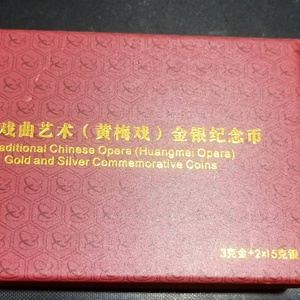 戏曲艺术（黄梅戏）金银纪念币
aditional Chinese Opera (Huangmei Opera)
Gold and Silver Commemorative Coins
3克金+2x15克银